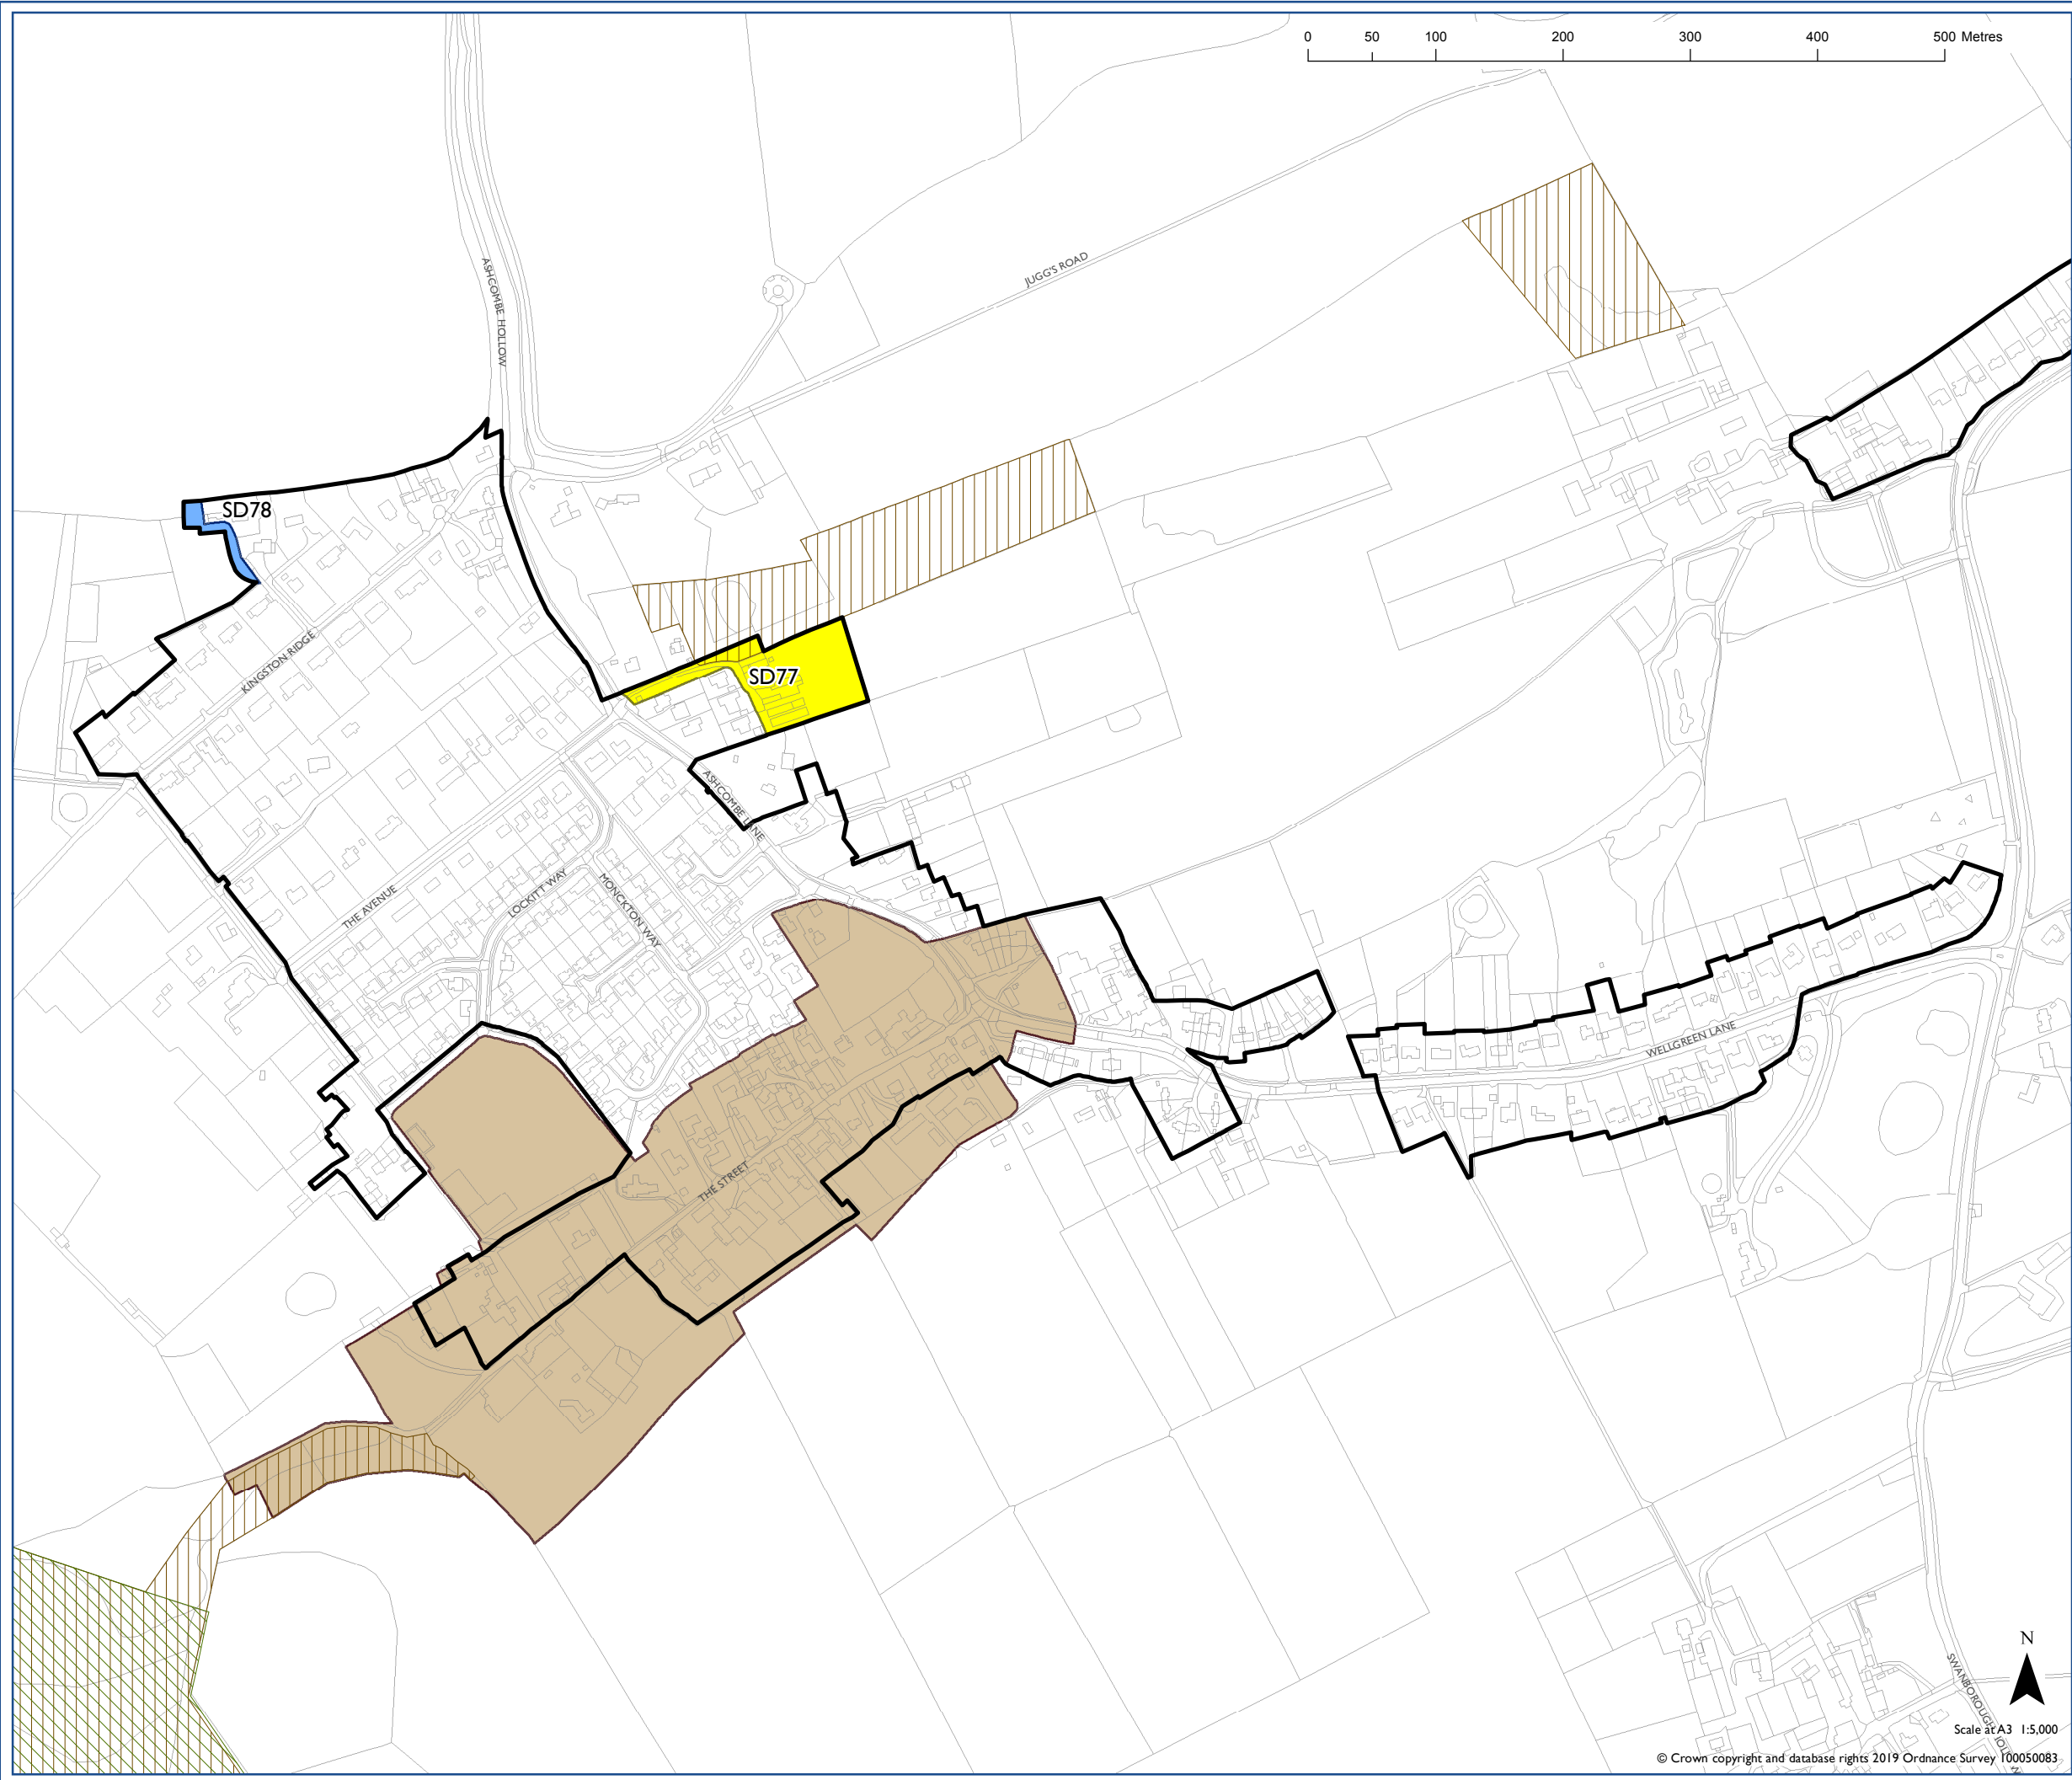 0 50 100 200 300 400 500 Metres
JUGG'S ROAD
ASHCOMBE HOLLOW
SD78
KINGSTON RIDGE
SD77
ASHCOMBE LANE
THE AVENUE
LOCKITT WAY
MONCKTON WAY
WELLGREEN LANE
THE STREET
N
SWANBOROUGH HOLLOW
Scale at A3 1:5,000
© Crown copyright and database rights 2019 Ordnance Survey 100050083